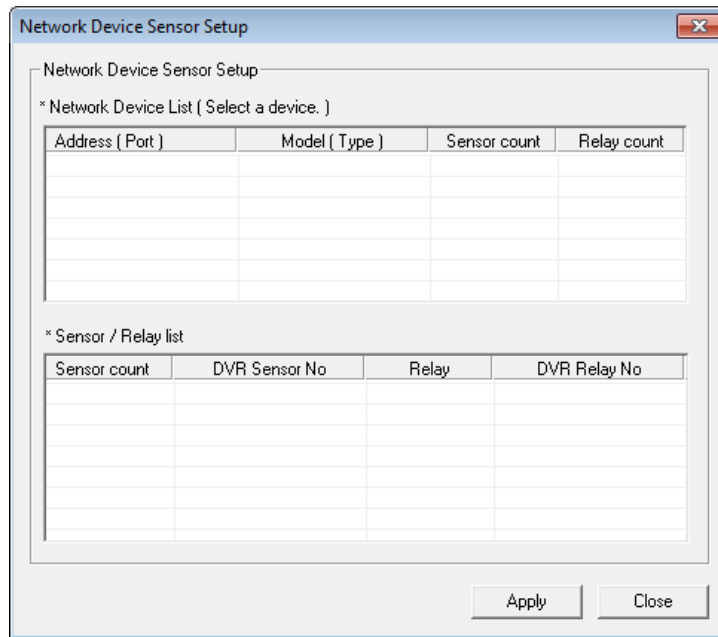 Network Device Sensor Setup
Network Device Sensor Setup
* Network Device List ( Select a device. )
Address ( Port ) Model ( Type ) Sensor count Relay count
* Sensor / Relay list
Sensor count DVR Sensor No Relay DVR Relay No
Apply Close